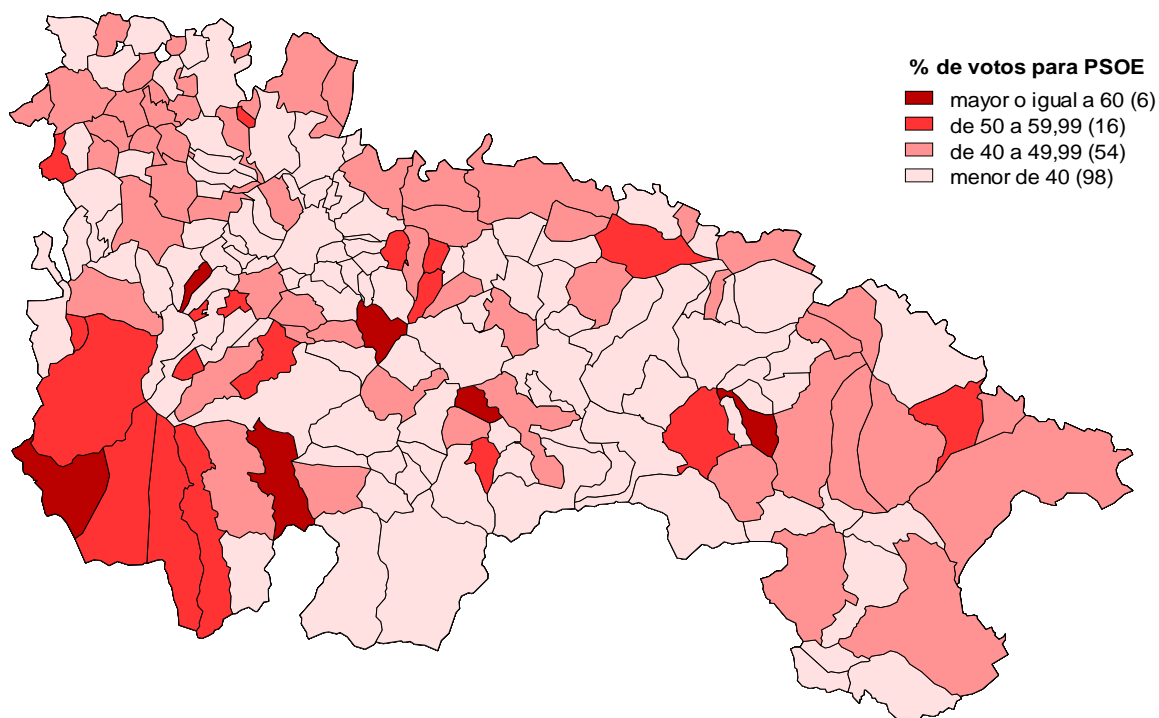 % de votos para PSOE
mayor o igual a 60 (6)
de 50 a 59,99 (16)
de 40 a 49,99 (54)
menor de 40 (98)